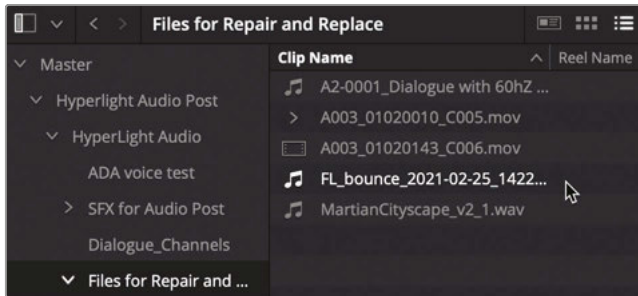 Files for Repair and Replace
Master
Hyperlight Audio Post
HyperLight Audio
ADA voice test
SFX for Audio Post
Dialogue_Channels
Files for Repair and ...
Clip Name
Reel Name
A2-0001_Dialogue with 60hZ ...
A003_01020010_C005.mov
A003_01020143_C006.mov
FL_bounce_2021-02-25_1422...
MartianCityscape_v2_1.wav